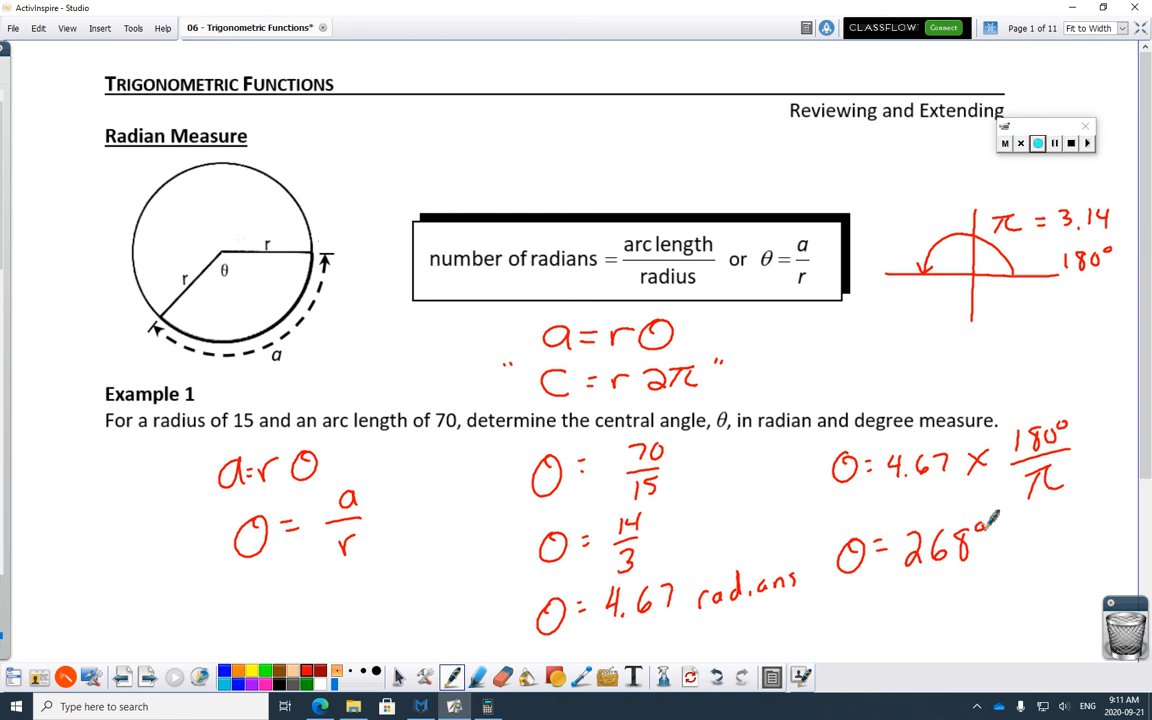 ActivInspire - Studio
File Edit View Insert Tools Help
06 - Trigonometric Functions*
CLASSFLOW Connect
Page 1 of 11
Fit to Width
TRIGONOMETRIC FUNCTIONS
Reviewing and Extending
Radian Measure
M
r
r
θ
a
number of radians = arc length / radius or θ = a / r
π = 3.14
180°
a = r θ
" C = r 2π "
Example 1
For a radius of 15 and an arc length of 70, determine the central angle, θ, in radian and degree measure.
a = r θ
θ = a / r
θ = 70 / 15
θ = 14 / 3
θ = 4.67 radians
θ = 4.67 × 180° / π
θ = 268°
T
Type here to search
ENG
9:11 AM
2020-09-21